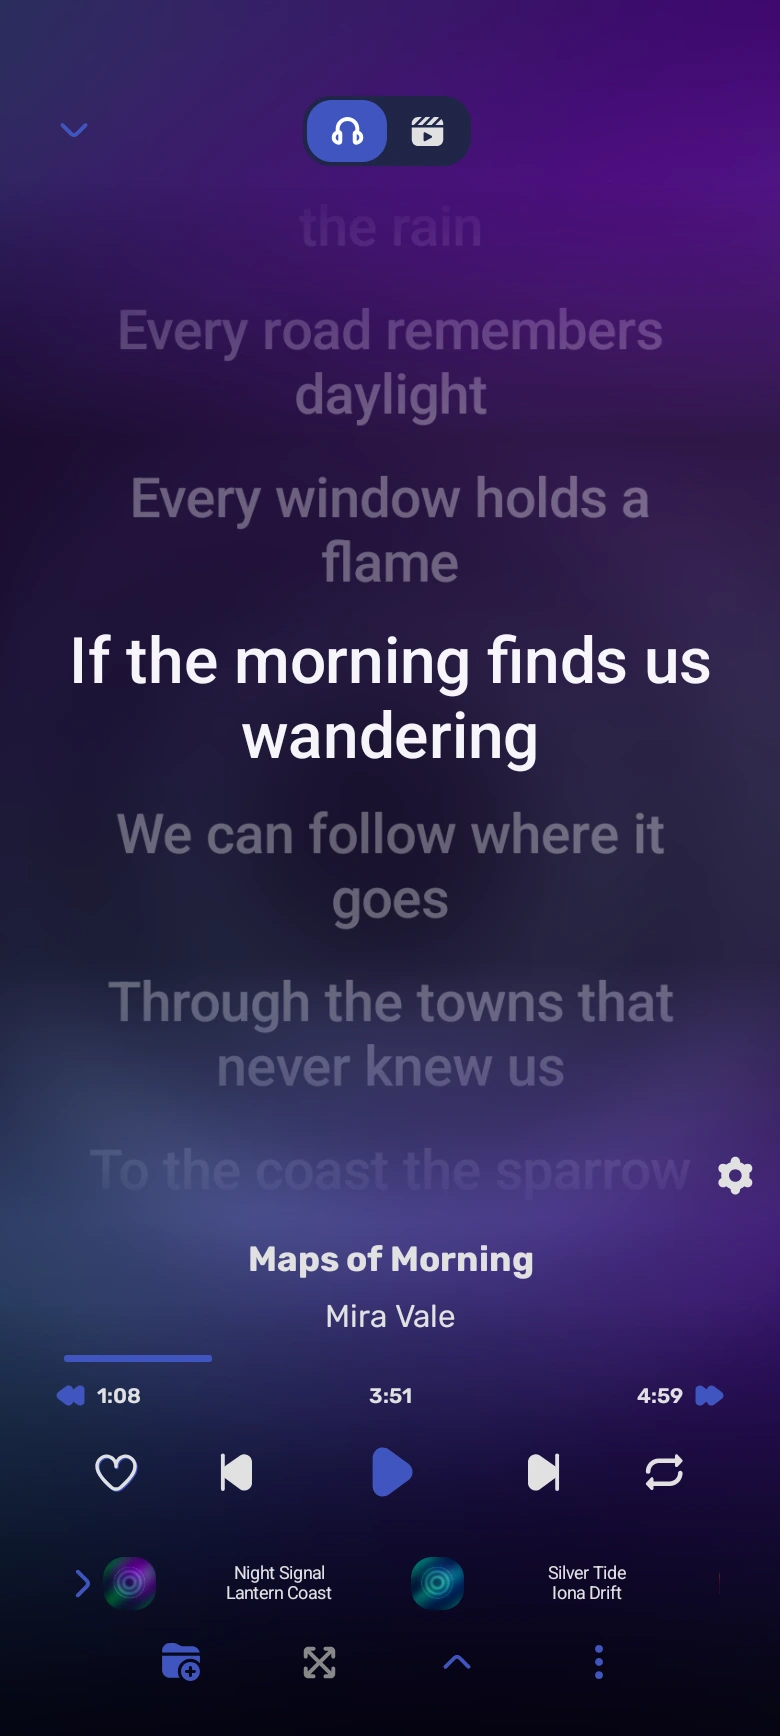 the rain
Every road remembers
daylight
Every window holds a
flame
If the morning finds us
wandering
We can follow where it
goes
Through the towns that
never knew us
To the coast the sparrow
Maps of Morning
Mira Vale
1:08 3:51 4:59
Night Signal
Lantern Coast
Silver Tide
Iona Drift